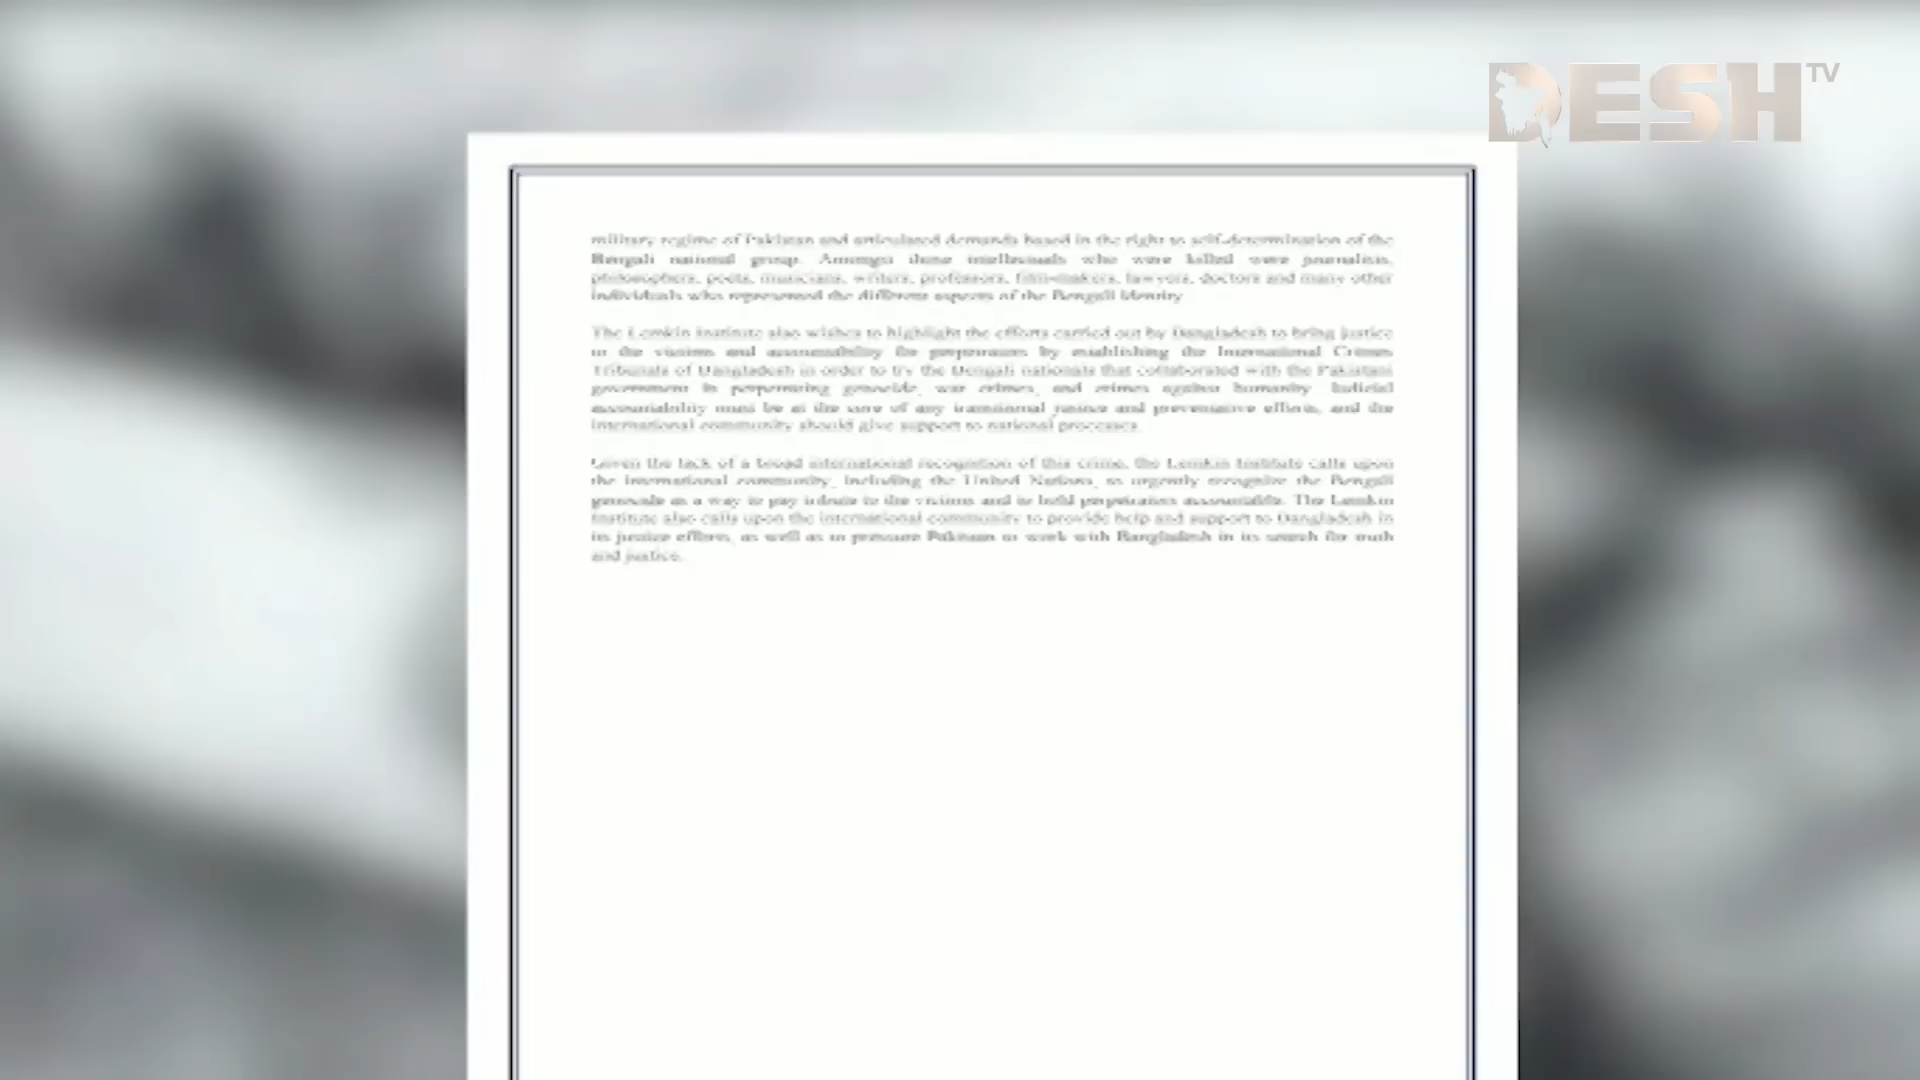 DESH TV
military regime of Pakistan and articulated demands based in the right to self-determination of the
Bengali national group. Amongst those intellectuals who were killed were journalists,
philosophers, poets, musicians, writers, professors, film-makers, lawyers, doctors and many other
individuals who represented the different aspects of the Bengali identity.
The Lemkin Institute also wishes to highlight the efforts carried out by Bangladesh to bring justice
to the victims and accountability for perpetrators by establishing the International Crimes
Tribunals of Bangladesh in order to try the Bengali nationals that collaborated with the Pakistani
government in perpetrating genocide, war crimes, and crimes against humanity. Judicial
accountability must be at the core of any transitional justice and preventative efforts, and the
international community should give support to national processes.
Given the lack of a broad international recognition of this crime, the Lemkin Institute calls upon
the international community, including the United Nations, to urgently recognize the Bengali
genocide as a way to pay tribute to the victims and to hold perpetrators accountable. The Lemkin
Institute also calls upon the international community to provide help and support to Bangladesh in
its justice efforts, as well as to pressure Pakistan to work with Bangladesh in its search for truth
and justice.